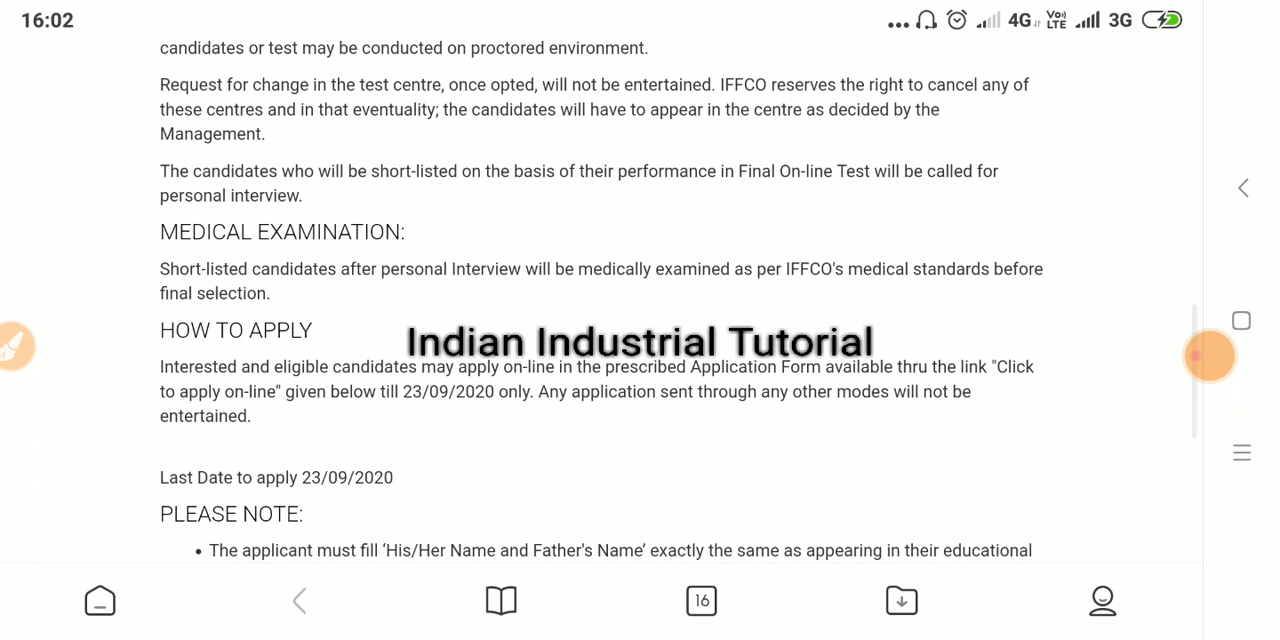 16:02
4G
Vo)) LTE
3G
candidates or test may be conducted on proctored environment.
Request for change in the test centre, once opted, will not be entertained. IFFCO reserves the right to cancel any of
these centres and in that eventuality; the candidates will have to appear in the centre as decided by the
Management.
The candidates who will be short-listed on the basis of their performance in Final On-line Test will be called for
personal interview.
MEDICAL EXAMINATION:
Short-listed candidates after personal Interview will be medically examined as per IFFCO's medical standards before
final selection.
HOW TO APPLY
Indian Industrial Tutorial
Interested and eligible candidates may apply on-line in the prescribed Application Form available thru the link "Click
to apply on-line" given below till 23/09/2020 only. Any application sent through any other modes will not be
entertained.
Last Date to apply 23/09/2020
PLEASE NOTE:
• The applicant must fill ‘His/Her Name and Father's Name’ exactly the same as appearing in their educational
16